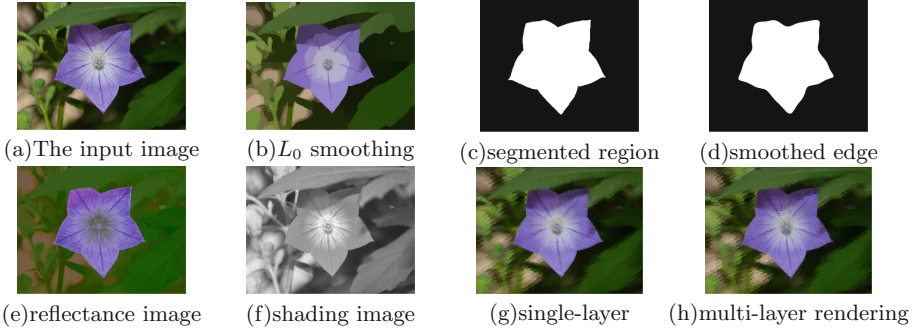 (a)The input image
(b)L₀ smoothing
(c)segmented region
(d)smoothed edge
(e)reflectance image
(f)shading image
(g)single-layer
(h)multi-layer rendering